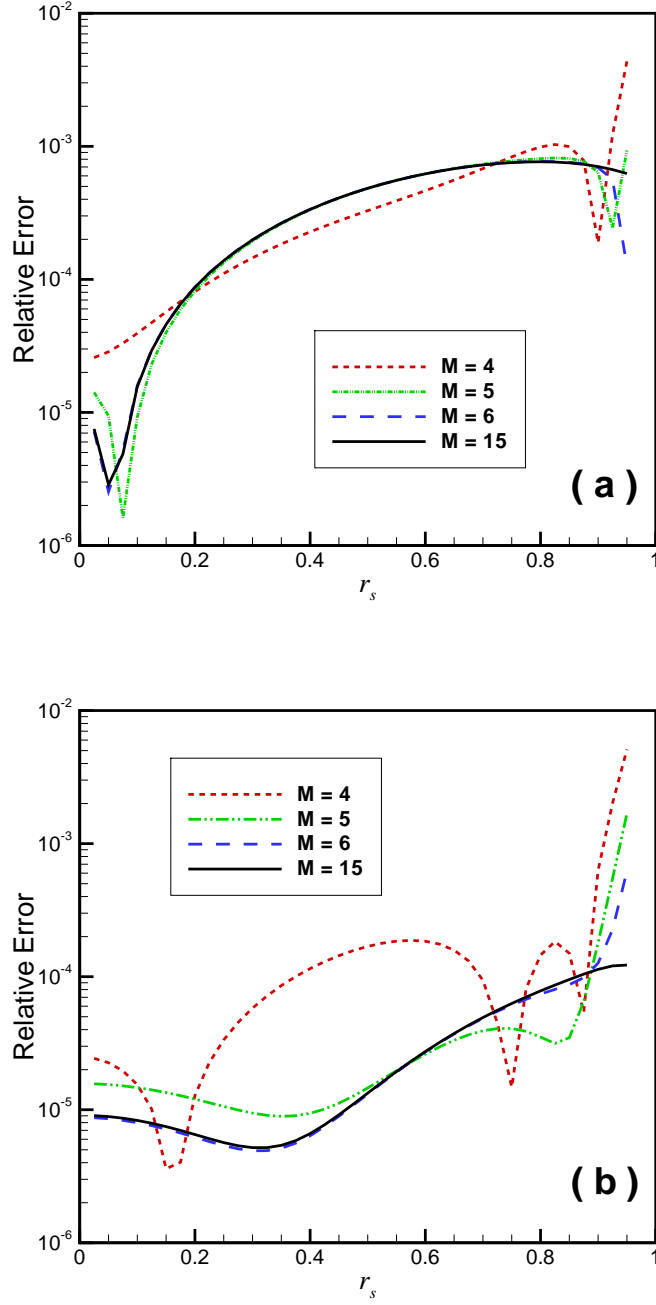 10-2
10-3
10-4
10-5
10-6
Relative Error
M = 4
M = 5
M = 6
M = 15
( a )
0 0.2 0.4 0.6 0.8 1
rs
10-2
10-3
10-4
10-5
10-6
Relative Error
M = 4
M = 5
M = 6
M = 15
( b )
0 0.2 0.4 0.6 0.8 1
rs